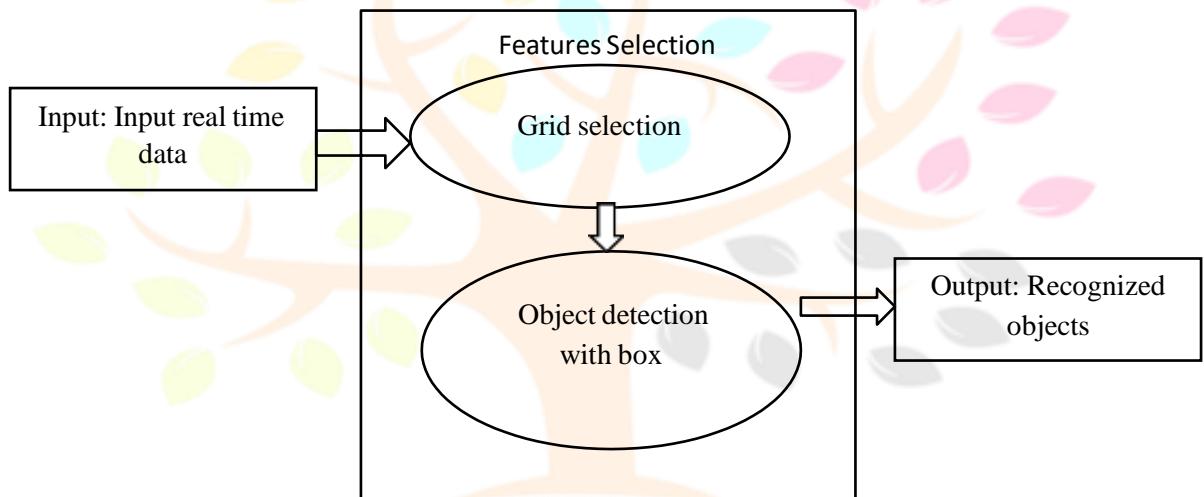 Features Selection
Input: Input real time
data
Grid selection
Object detection
with box
Output: Recognized
objects